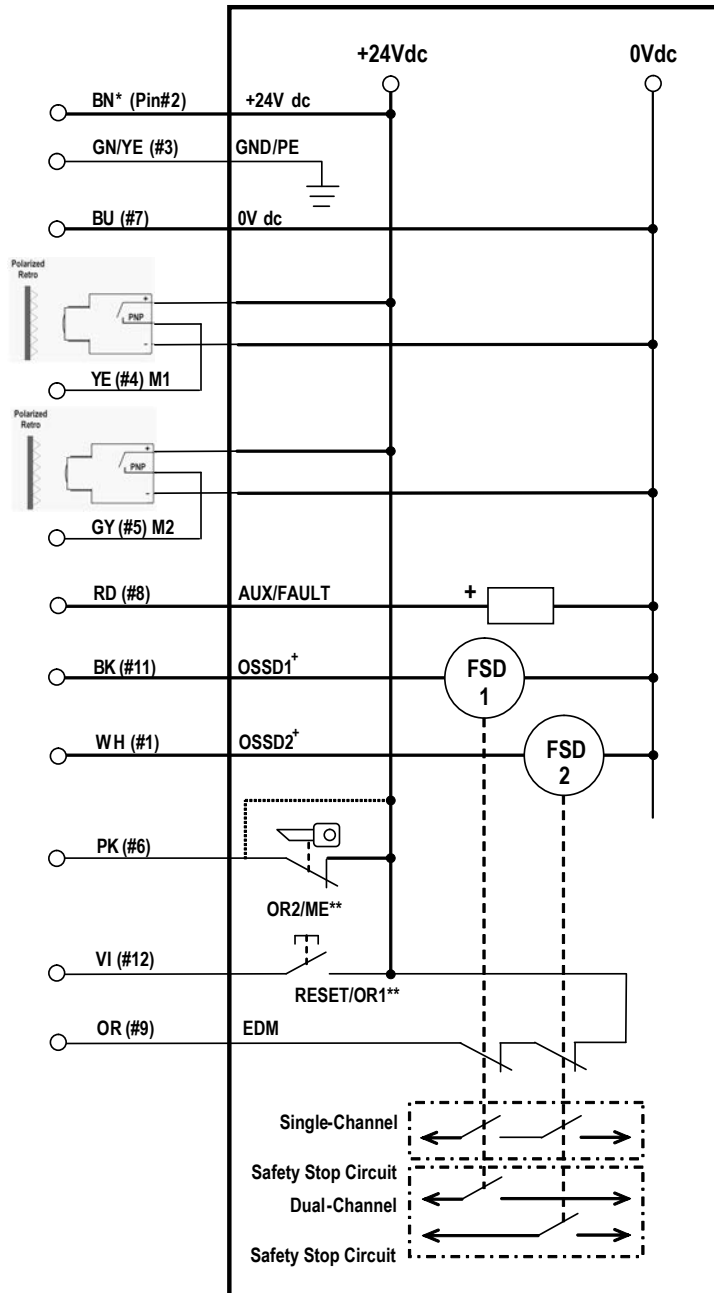 +24Vdc 0Vdc
BN* (Pin#2) +24V dc
GN/YE (#3) GND/PE
BU (#7) 0V dc
Polarized
Retro
+
PNP
-
YE (#4) M1
Polarized
Retro
+
PNP
-
GY (#5) M2
RD (#8) AUX/FAULT +
BK (#11) OSSD1+ FSD
1
WH (#1) OSSD2+ FSD
2
PK (#6)
OR2/ME**
VI (#12)
RESET/OR1**
OR (#9) EDM
Single-Channel
Safety Stop Circuit
Dual-Channel
Safety Stop Circuit